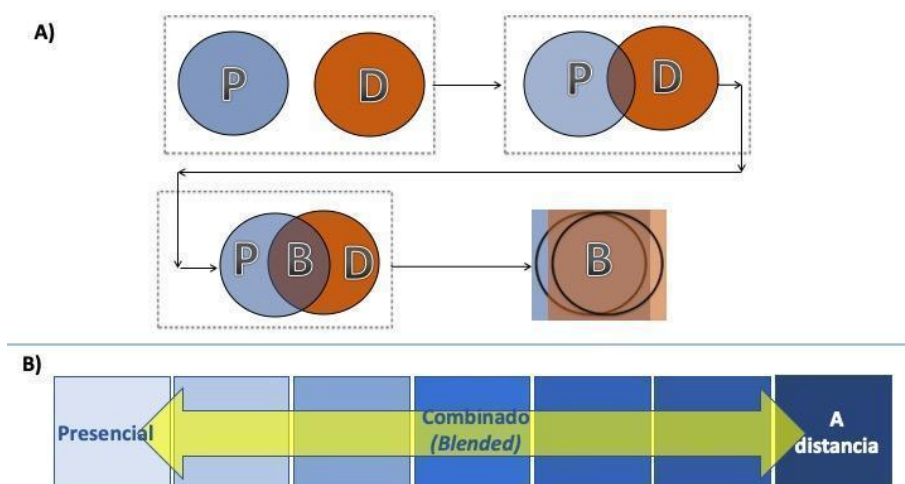 A)
P
D
P
D
P
B
D
B
B)
Presencial
Combinado
(Blended)
A
distancia